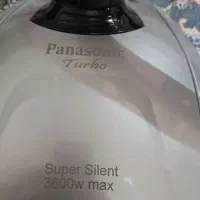 Panasonic
Turbo
Super Silent
3600w max